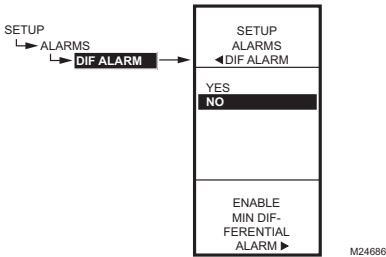 SETUP
ALARMS
DIF ALARM
SETUP
ALARMS
◄DIF ALARM
YES
NO
ENABLE
MIN DIF-
FERENTIAL
ALARM ►
M24686